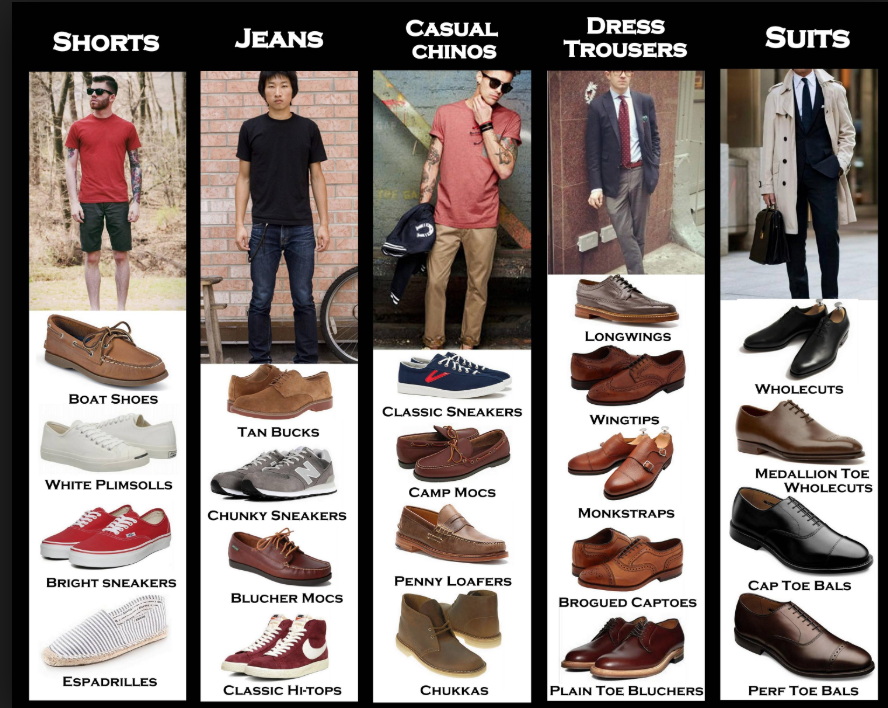 SHORTS
BOAT SHOES
WHITE PLIMSOLLS
BRIGHT SNEAKERS
ESPADRILLES
JEANS
TAN BUCKS
CHUNKY SNEAKERS
BLUCHER MOCS
CLASSIC HI-TOPS
CASUAL
CHINOS
CLASSIC SNEAKERS
CAMP MOCS
PENNY LOAFERS
CHUKKAS
DRESS
TROUSERS
LONGWINGS
WINGTIPS
MONKSTRAPS
BROGUED CAPTOES
PLAIN TOE BLUCHERS
SUITS
WHOLECUTS
MEDALLION TOE
WHOLECUTS
CAP TOE BALS
PERF TOE BALS